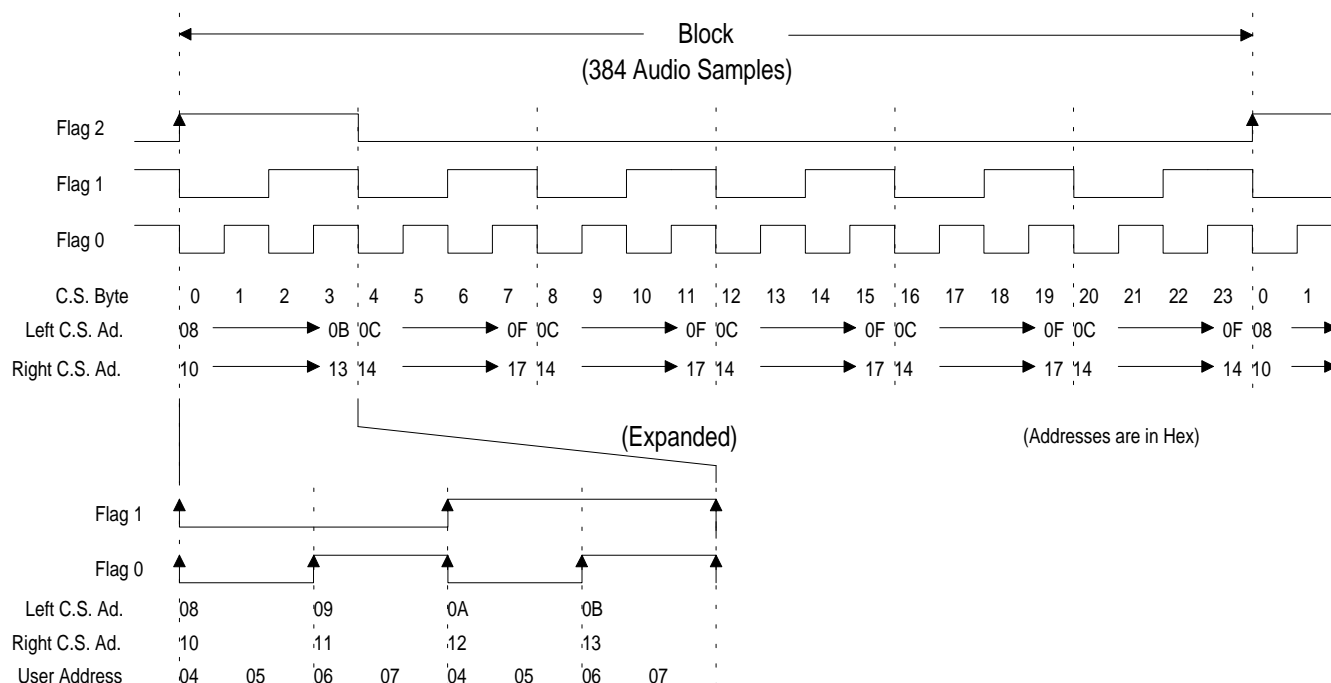 Block
(384 Audio Samples)
Flag 2
Flag 1
Flag 0
C.S. Byte 0 1 2 3 4 5 6 7 8 9 10 11 12 13 14 15 16 17 18 19 20 21 22 23 0 1
Left C.S. Ad. 08 0B 0C 0F 0C 0F 0C 0F 0C 0F 0C 0F 08
Right C.S. Ad. 10 13 14 17 14 17 14 17 14 17 14 14 10
(Expanded) (Addresses are in Hex)
Flag 1
Flag 0
Left C.S. Ad. 08 09 0A 0B
Right C.S. Ad. 10 11 12 13
User Address 04 05 06 07 04 05 06 07